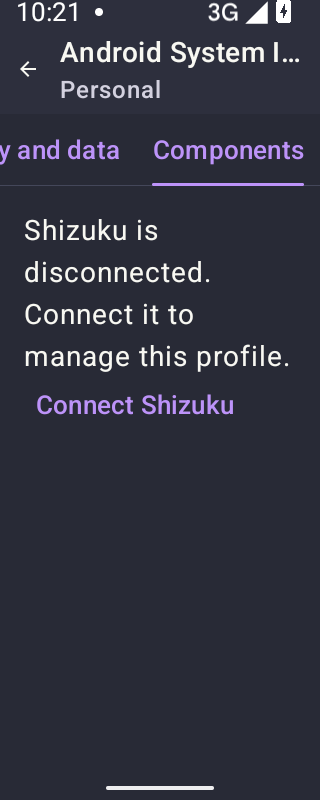 10:21
3G
Android System I...
Personal
y and data
Components
Shizuku is
disconnected.
Connect it to
manage this profile.
Connect Shizuku